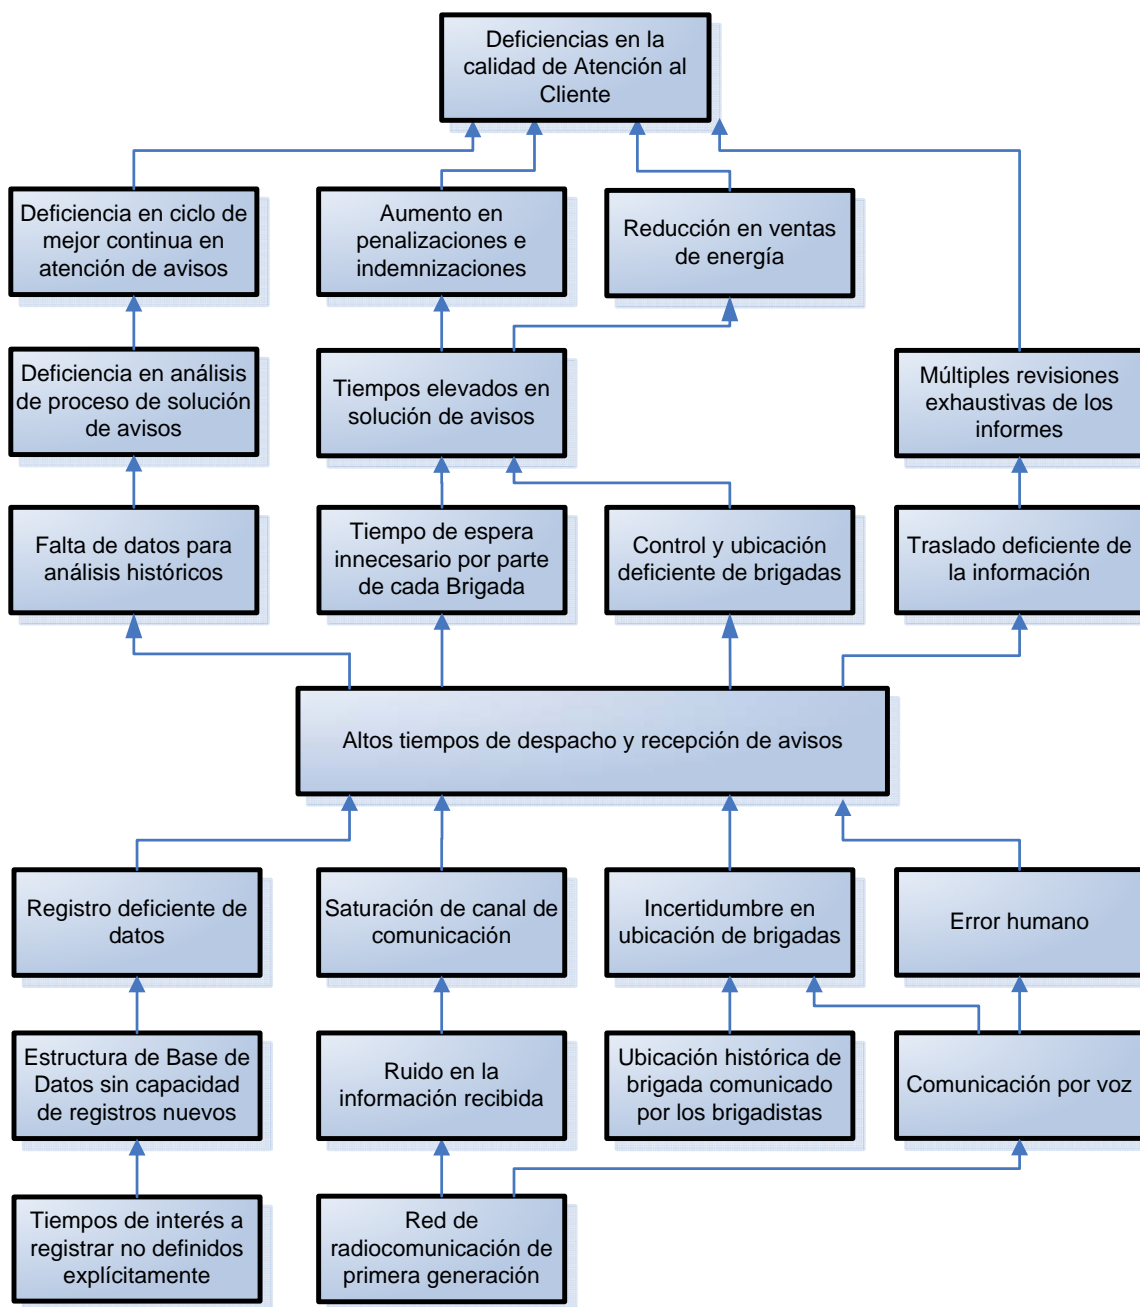 Deficiencias en la
calidad de Atención al
Cliente
Deficiencia en ciclo de
mejor continua en
atención de avisos
Aumento en
penalizaciones e
indemnizaciones
Reducción en ventas
de energía
Deficiencia en análisis
de proceso de solución
de avisos
Tiempos elevados en
solución de avisos
Múltiples revisiones
exhaustivas de los
informes
Falta de datos para
análisis históricos
Tiempo de espera
innecesario por parte
de cada Brigada
Control y ubicación
deficiente de brigadas
Traslado deficiente de
la información
Altos tiempos de despacho y recepción de avisos
Registro deficiente de
datos
Saturación de canal de
comunicación
Incertidumbre en
ubicación de brigadas
Error humano
Estructura de Base de
Datos sin capacidad
de registros nuevos
Ruido en la
información recibida
Ubicación histórica de
brigada comunicado
por los brigadistas
Comunicación por voz
Tiempos de interés a
registrar no definidos
explícitamente
Red de
radiocomunicación de
primera generación